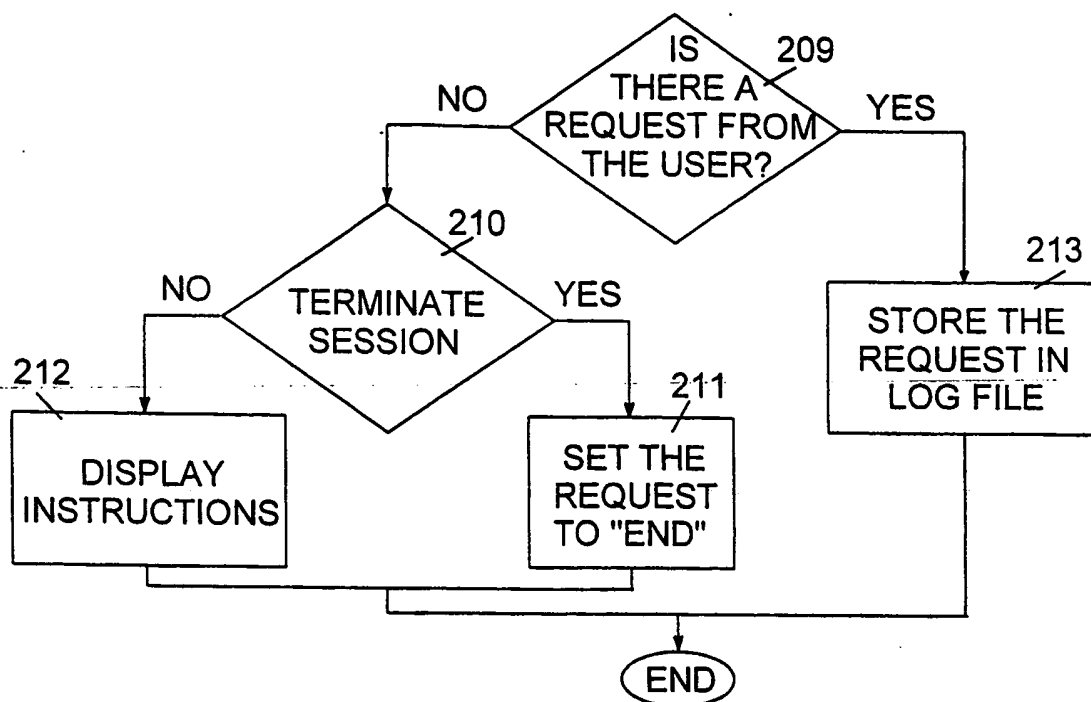 IS
THERE A
REQUEST FROM
THE USER?
209
NO
YES
210
TERMINATE
SESSION
NO
YES
213
STORE THE
REQUEST IN
LOG FILE
212
DISPLAY
INSTRUCTIONS
211
SET THE
REQUEST
TO "END"
END